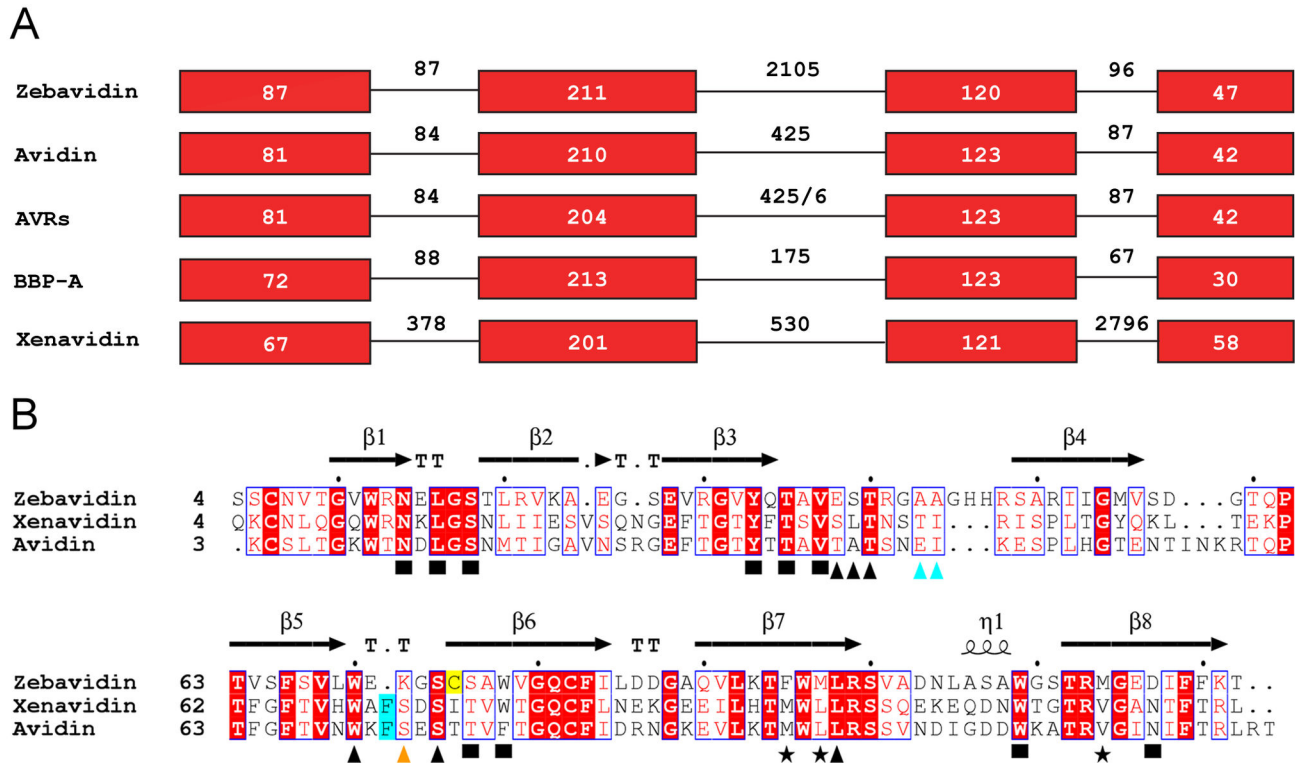 A
Zebavidin 87 87 211 2105 120 96 47
Avidin 81 84 210 425 123 87 42
AVRs 81 84 204 425/6 123 87 42
BBP-A 72 88 213 175 123 67 30
Xenavidin 67 378 201 530 121 2796 58
B
β1 TT β2 . T.T β3 β4
Zebavidin 4 SSCNVTGVWRNELGSTLRVKA.EG.SEVRGVYQTAVESTRGAAGHHRSARIIGMVSD...GTQP
Xenavidin 4 QKCNLQGQWRNKLGSNLIIESVSQNGEFTGTYFTSVSLTNSTI...RISPLTGYQKL...TEKP
Avidin 3 .KCSLTGKWTNDLGSNMTIGAVNSRGEFTGTYTTAVTATSNEI...KESPLHGTENTINKRTQP
β5 T.T β6 TT β7 η1 β8
Zebavidin 63 TVSFSVLWE.KGSCSAWVGQCFILDDGAQVLKTFWMLRSVADNLASAWGSTRMGEDIFFKT..
Xenavidin 62 TFGFTVHWAFSDSITVWTGQCFLNEKGEEILHTMWLLRSSQEKEQDNWTGTRVGANTFTRL..
Avidin 63 TFGFTVNWKFSESTTVFTGQCFIDRNGKEVLKTMWLLRSSVNDIGDDWKATRVGINIFTRLRT